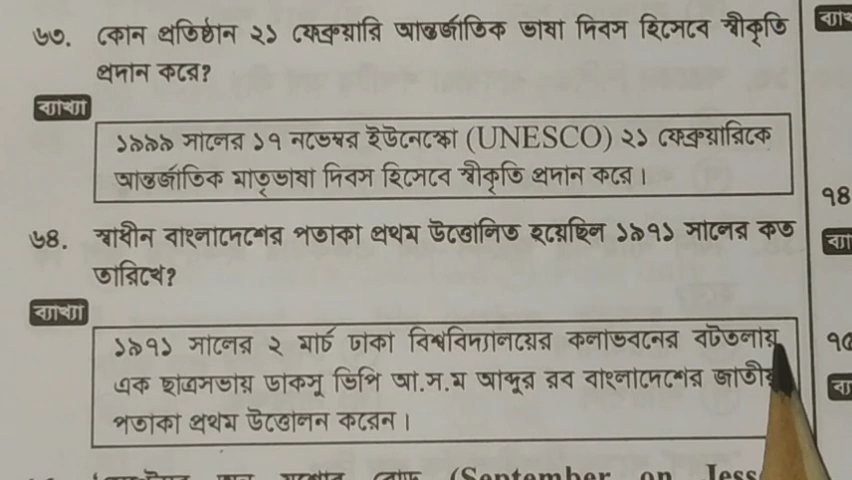 ৬৩. কোন প্রতিষ্ঠান ২১ ফেব্রুয়ারি আন্তর্জাতিক ভাষা দিবস হিসেবে স্বীকৃতি
প্রদান করে?
ব্যাখ্যা
১৯৯৯ সালের ১৭ নভেম্বর ইউনেস্কো (UNESCO) ২১ ফেব্রুয়ারিকে
আন্তর্জাতিক মাতৃভাষা দিবস হিসেবে স্বীকৃতি প্রদান করে।
৬৪. স্বাধীন বাংলাদেশের পতাকা প্রথম উত্তোলিত হয়েছিল ১৯৭১ সালের কত
তারিখে?
ব্যাখ্যা
১৯৭১ সালের ২ মার্চ ঢাকা বিশ্ববিদ্যালয়ের কলাভবনের বটতলায়
এক ছাত্রসভায় ডাকসু ভিপি আ.স.ম আব্দুর রব বাংলাদেশের জাতীয়
পতাকা প্রথম উত্তোলন করেন।
(September on
৭৪